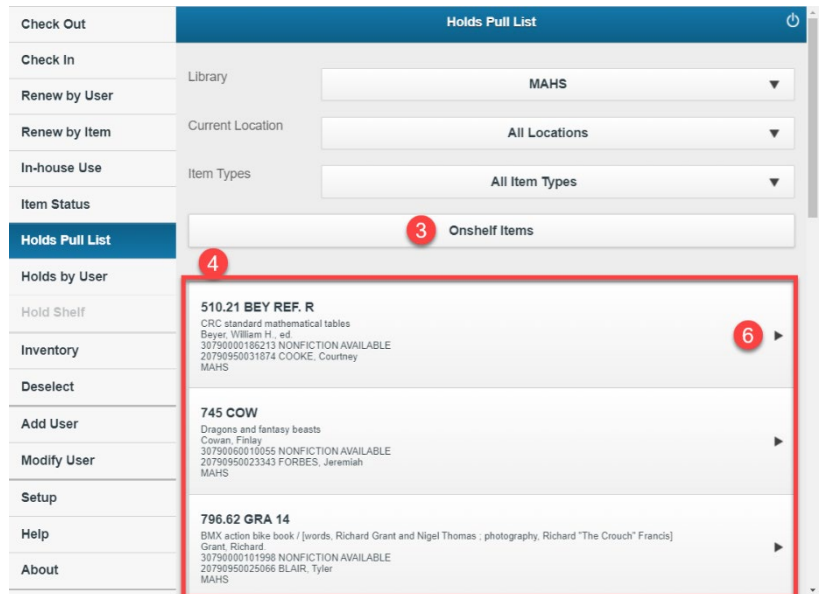 Check Out
Check In
Renew by User
Renew by Item
In-house Use
Item Status
Holds Pull List
Holds by User
Hold Shelf
Inventory
Deselect
Add User
Modify User
Setup
Help
About
Holds Pull List
Library
MAHS
Current Location
All Locations
Item Types
All Item Types
3 Onshelf Items
4
510.21 BEY REF. R
CRC standard mathematical tables
Beyer, William H., ed.
30790000186213 NONFICTION AVAILABLE
20790950031874 COOKE, Courtney
MAHS
6
745 COW
Dragons and fantasy beasts
Cowan, Finlay
30790060010055 NONFICTION AVAILABLE
20790950023343 FORBES, Jeremiah
MAHS
796.62 GRA 14
BMX action bike book / [words, Richard Grant and Nigel Thomas ; photography, Richard "The Crouch" Francis]
Grant, Richard.
30790000101998 NONFICTION AVAILABLE
20790950025066 BLAIR, Tyler
MAHS